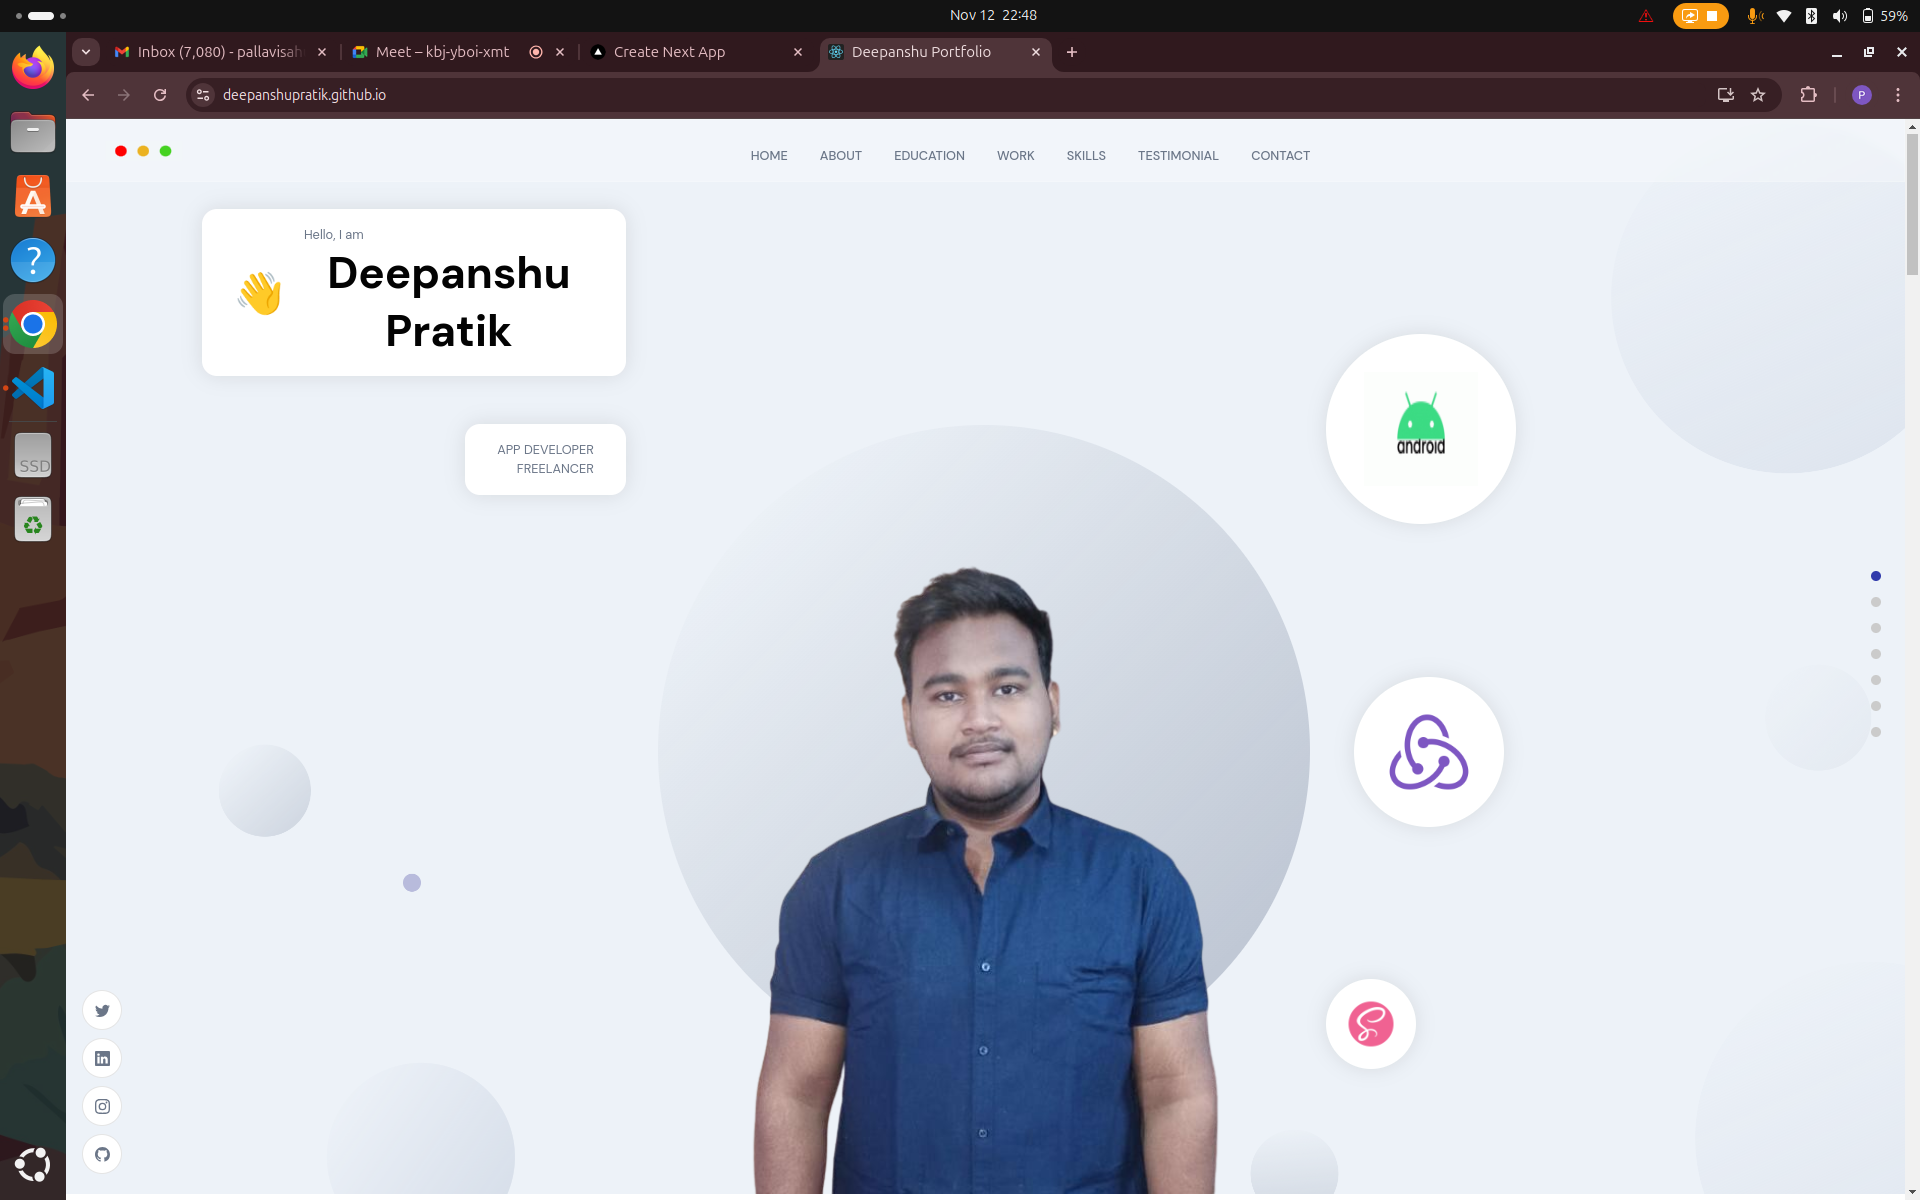 Nov 12 22:48
59%
Inbox (7,080) - pallavisah
Meet – kbj-yboi-xmt
Create Next App
Deepanshu Portfolio
deepanshupratik.github.io
P
HOME ABOUT EDUCATION WORK SKILLS TESTIMONIAL CONTACT
Hello, I am
👋 Deepanshu
Pratik
APP DEVELOPER
FREELANCER
android
SSD